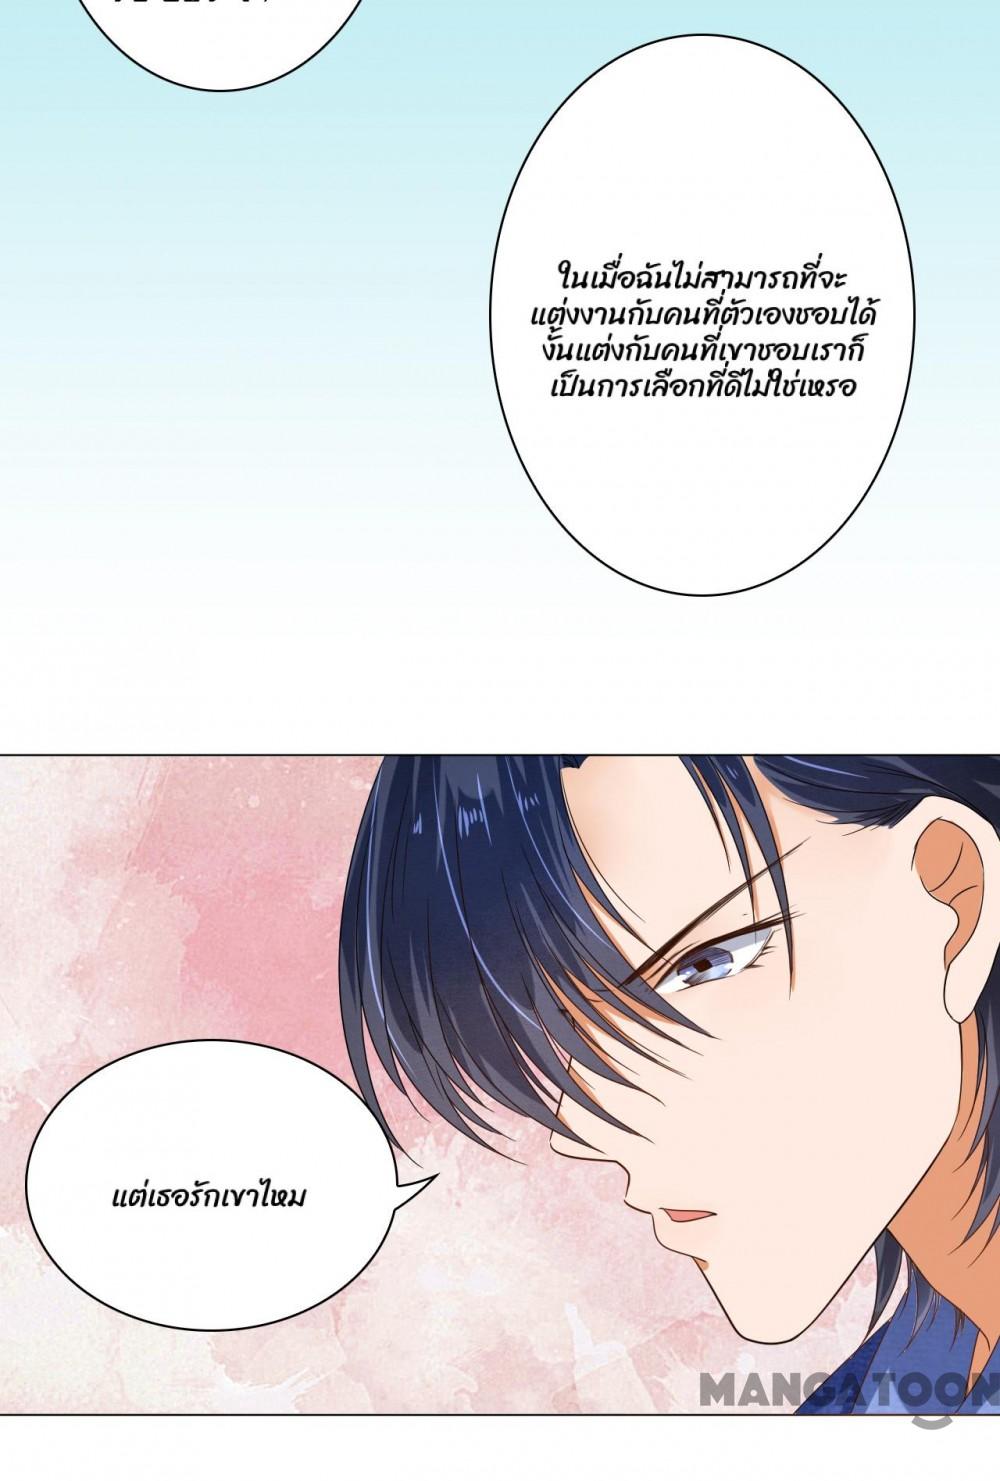 ในเมื่อฉันไม่สามารถที่จะ
แต่งงานกับคนที่ตัวเองชอบได้
งั้นแต่งกับคนที่เขาชอบเราก็
เป็นการเลือกที่ดีไม่ใช่เหรอ
แต่เธอรักเขาไหม
MANGATOON